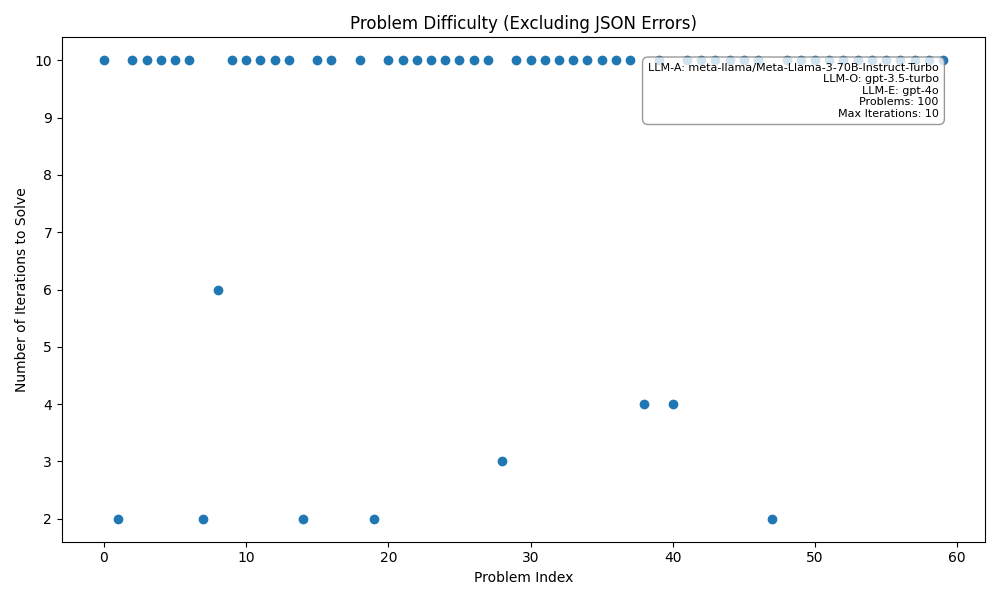 Problem Difficulty (Excluding JSON Errors)
10
9
8
7
6
5
4
3
2
Number of Iterations to Solve
LLM-A: meta-llama/Meta-Llama-3-70B-Instruct-Turbo
LLM-O: gpt-3.5-turbo
LLM-E: gpt-4o
Problems: 100
Max Iterations: 10
0 10 20 30 40 50 60
Problem Index